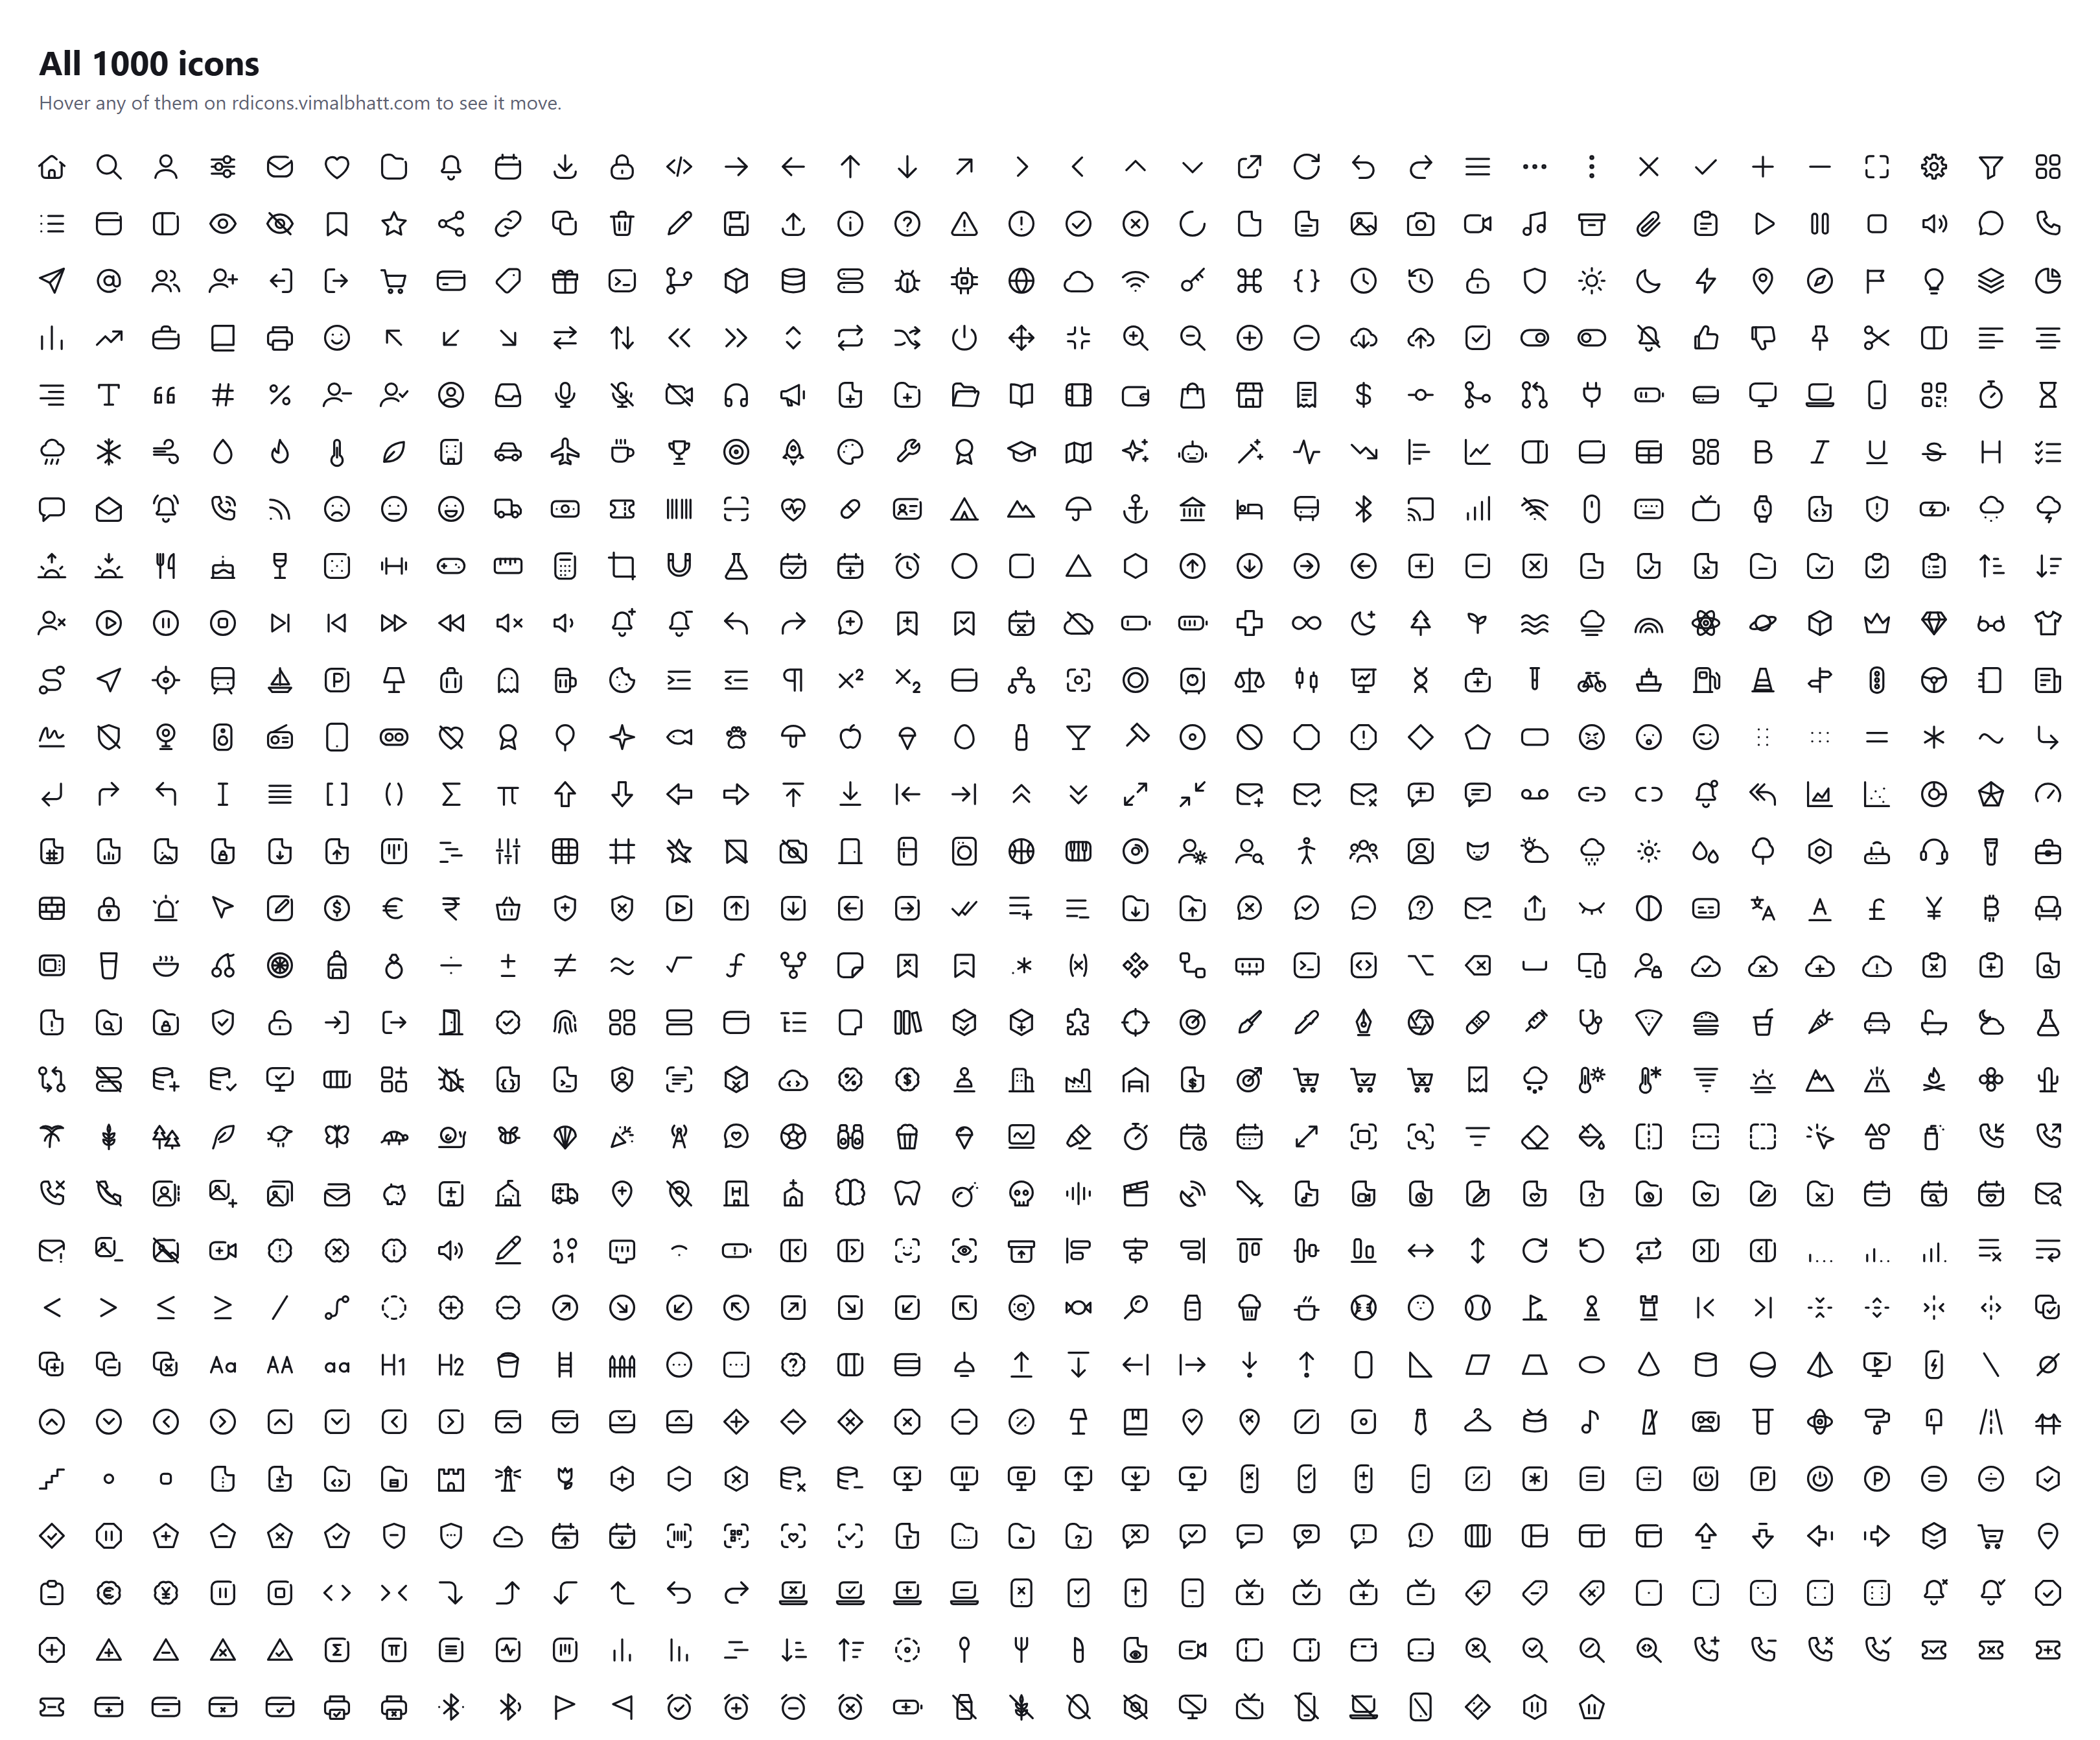 All 1000 icons
Hover any of them on rdicons.vimalbhatt.com to see it move.